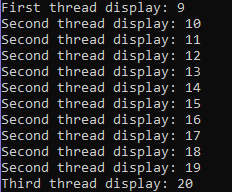 First thread display: 9
Second thread display: 10
Second thread display: 11
Second thread display: 12
Second thread display: 13
Second thread display: 14
Second thread display: 15
Second thread display: 16
Second thread display: 17
Second thread display: 18
Second thread display: 19
Third thread display: 20